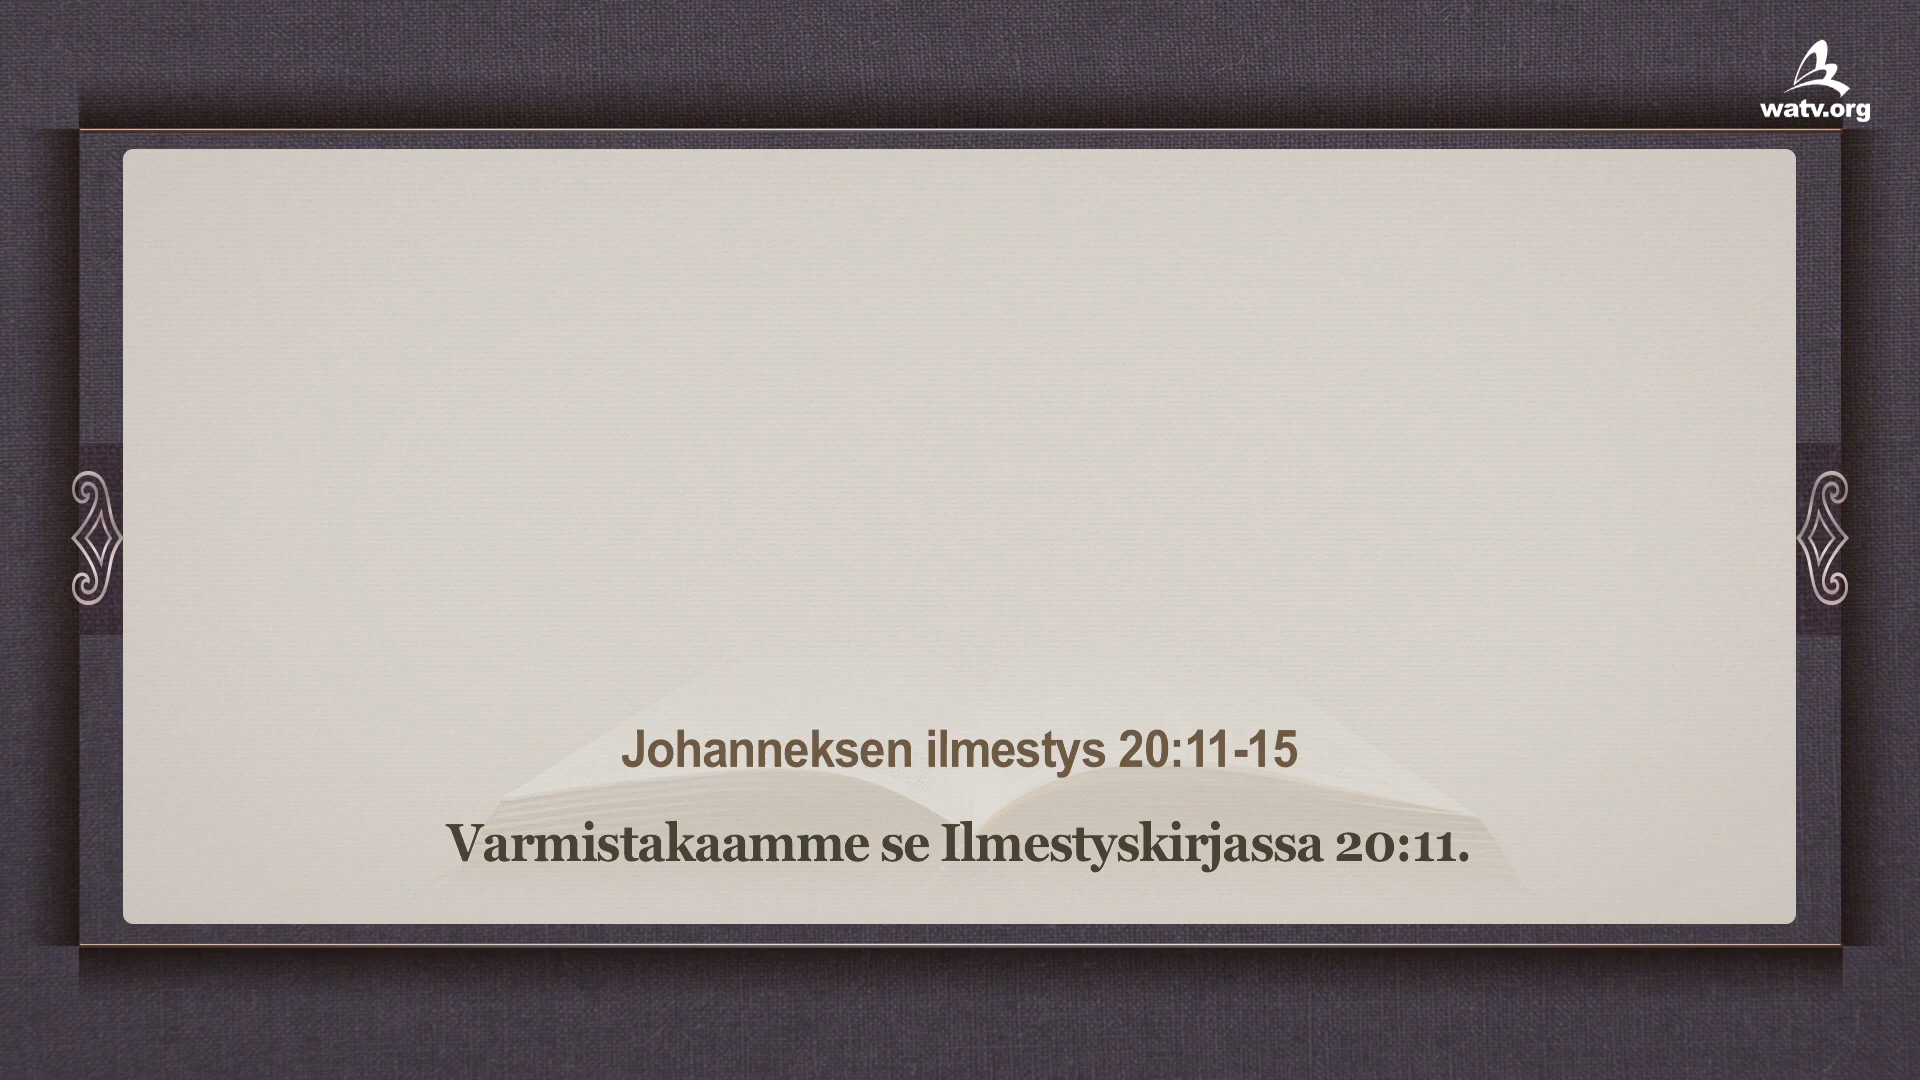 watv.org
Johanneksen ilmestys 20:11-15
Varmistakaamme se Ilmestyskirjassa 20:11.